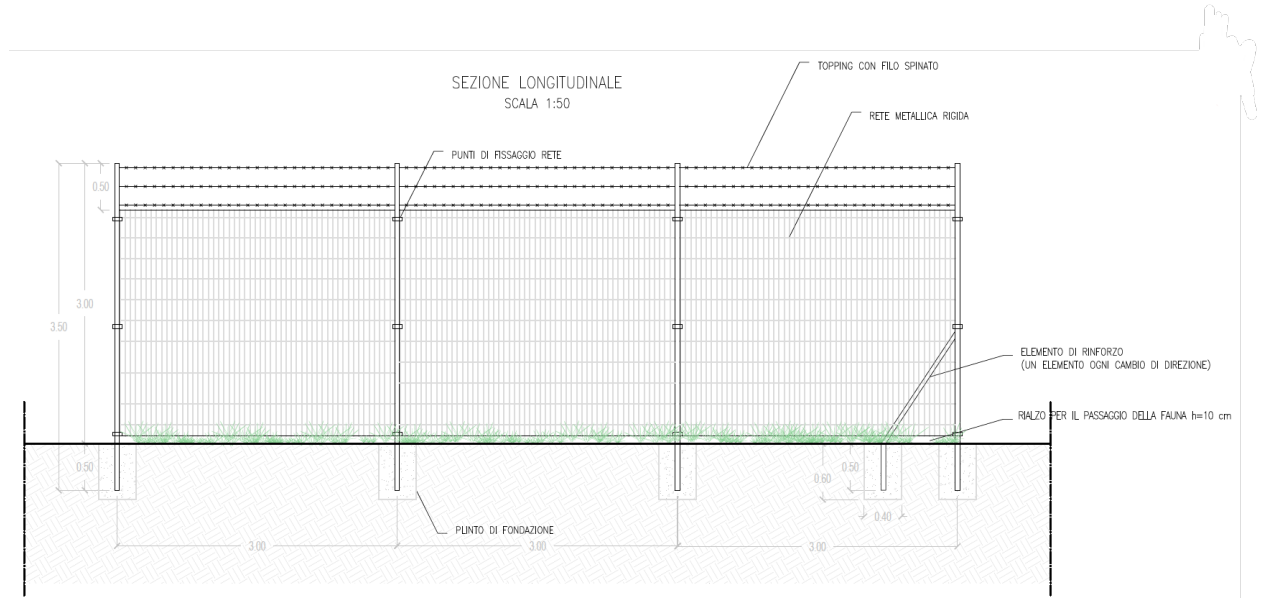 SEZIONE LONGITUDINALE
SCALA 1:50
TOPPING CON FILO SPINATO
RETE METALLICA RIGIDA
PUNTI DI FISSAGGIO RETE
0.50
3.00
3.50
ELEMENTO DI RINFORZO
(UN ELEMENTO OGNI CAMBIO DI DIREZIONE)
RIALZO PER IL PASSAGGIO DELLA FAUNA h=10 cm
0.50
0.60
0.50
0.40
PLINTO DI FONDAZIONE
3.00
3.00
3.00